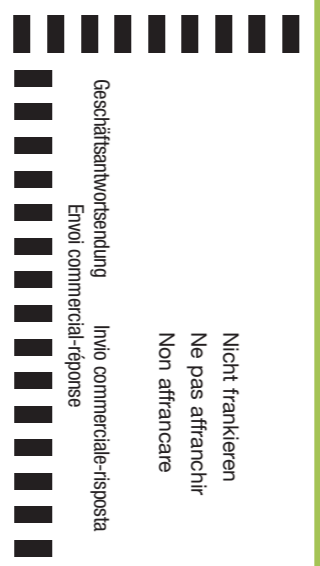 Nicht frankieren
Ne pas affranchir
Non affrancare
Geschäftsantwortsendung Invio commerciale-risposta
Envoi commercial-réponse